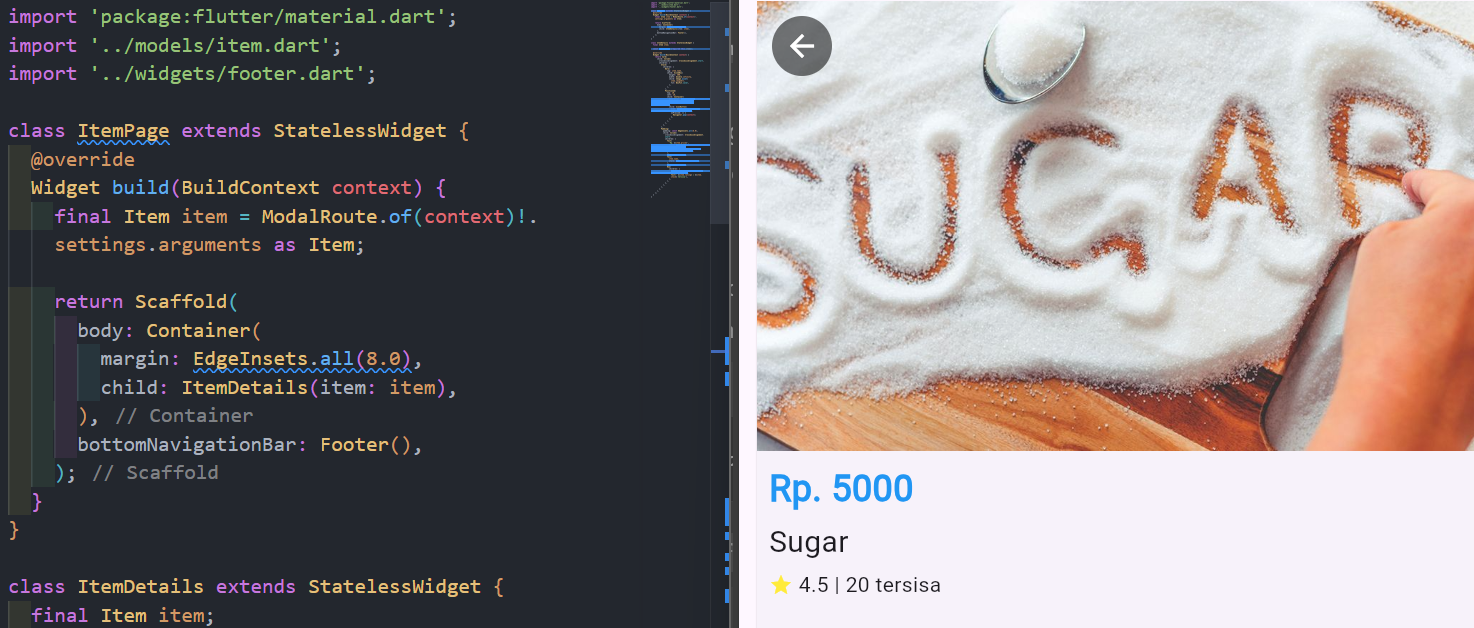 import 'package:flutter/material.dart';
import '../models/item.dart';
import '../widgets/footer.dart';
class ItemPage extends StatelessWidget {
@override
Widget build(BuildContext context) {
final Item item = ModalRoute.of(context)!.
settings.arguments as Item;
return Scaffold(
body: Container(
margin: EdgeInsets.all(8.0),
child: ItemDetails(item: item),
), // Container
bottomNavigationBar: Footer(),
); // Scaffold
}
}
class ItemDetails extends StatelessWidget {
final Item item;
SUGAR
Rp. 5000
Sugar
4.5 | 20 tersisa